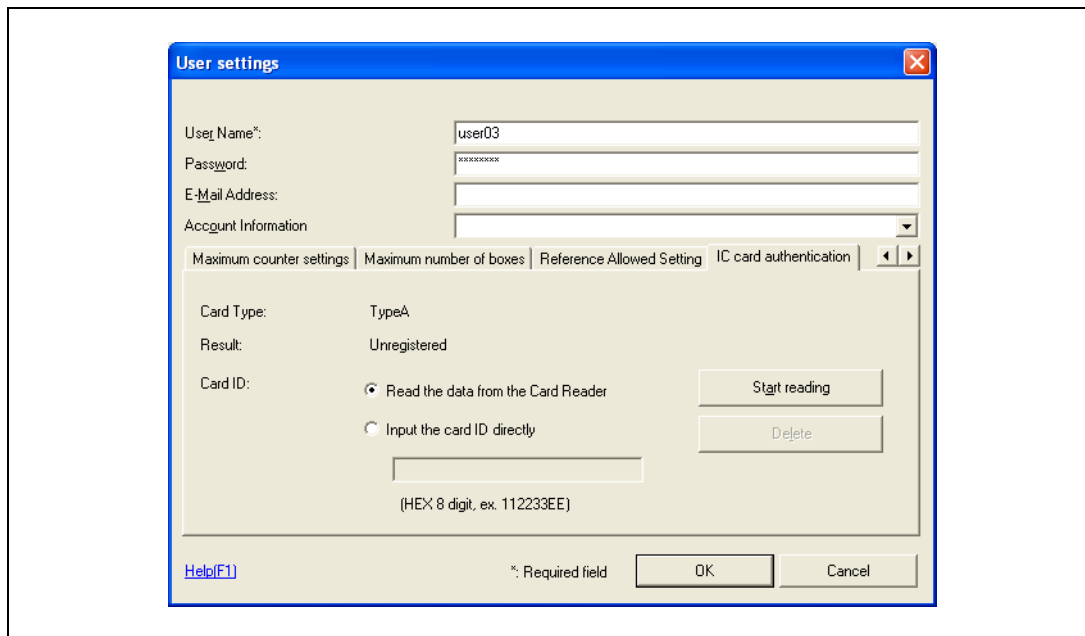 User settings
User Name*:
user03
Password:
********
E-Mail Address:
Account Information
Maximum counter settings Maximum number of boxes Reference Allowed Setting IC card authentication
Card Type: TypeA
Result: Unregistered
Card ID: Read the data from the Card Reader Start reading
Input the card ID directly Delete
(HEX 8 digit, ex. 112233EE)
Help(F1) *: Required field OK Cancel